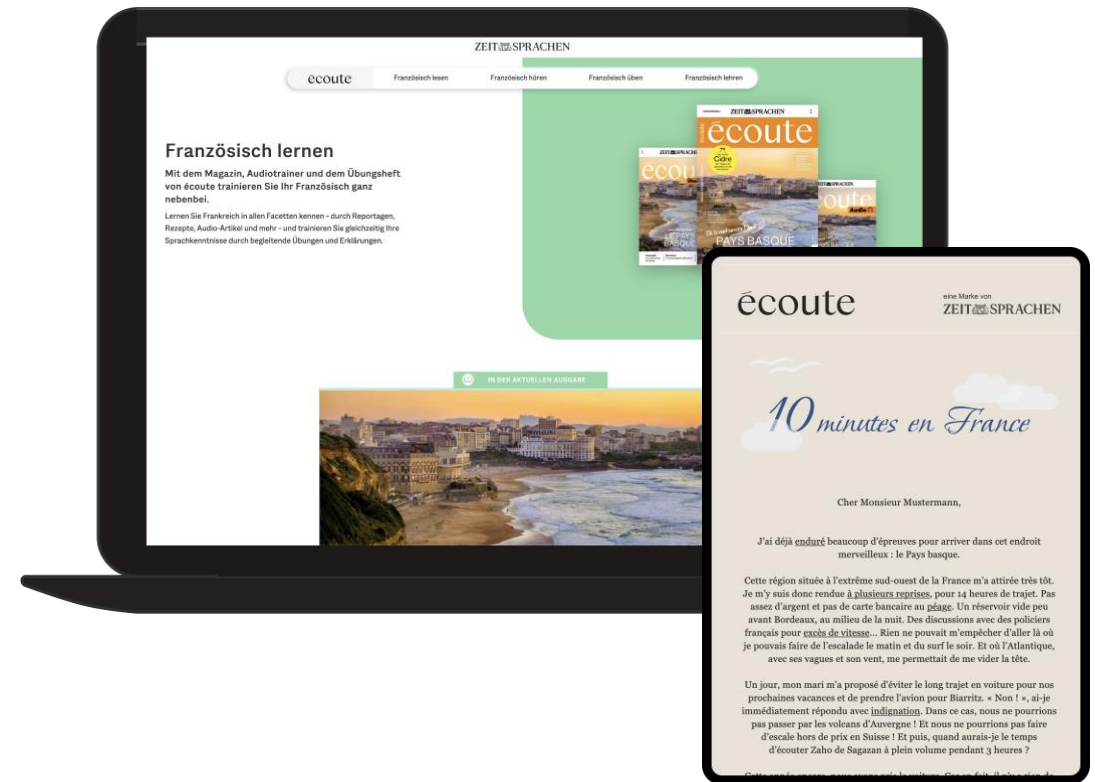 ZEIT SPRACHEN
écoute
Französisch lesen
Französisch hören
Französisch üben
Französisch lehren
Französisch lernen
Mit dem Magazin, Audiotrainer und dem Übungsheft
von écoute trainieren Sie Ihr Französisch ganz
nebenbei.
Lernen Sie Frankreich in allen Facetten kennen – durch Reportagen,
Rezepte, Audio-Artikel und mehr – und trainieren Sie gleichzeitig Ihre
Sprachkenntnisse durch begleitende Übungen und Erklärungen.
ZEIT SPRACHEN
écoute
Cidre
PAYS BASQUE
ZEIT SPRACHEN
écou
LE PAYS
BASQUE
SPRACHEN
oute
Audio
PAYS
BASQUE
IN DER AKTUELLEN AUSGABE
écoute
eine Marke von
ZEIT SPRACHEN
10 minutes en France
Cher Monsieur Mustermann,
J'ai déjà enduré beaucoup d'épreuves pour arriver dans cet endroit
merveilleux : le Pays basque.
Cette région située à l'extrême sud-ouest de la France m'a attirée très tôt.
Je m'y suis donc rendue à plusieurs reprises, pour 14 heures de trajet. Pas
assez d'argent et pas de carte bancaire au péage. Un réservoir vide peu
avant Bordeaux, au milieu de la nuit. Des discussions avec des policiers
français pour excès de vitesse... Rien ne pouvait m'empêcher d'aller là où
je pouvais faire de l'escalade le matin et du surf le soir. Et où l'Atlantique,
avec ses vagues et son vent, me permettait de me vider la tête.
Un jour, mon mari m'a proposé d'éviter le long trajet en voiture pour nos
prochaines vacances et de prendre l'avion pour Biarritz. « Non ! », ai-je
immédiatement répondu avec indignation. Dans ce cas, nous ne pourrions
pas passer par les volcans d'Auvergne ! Et nous ne pourrions pas faire
d'escale hors de prix en Suisse ! Et puis, quand aurais-je le temps
d'écouter Zaho de Sagazan à plein volume pendant 3 heures ?